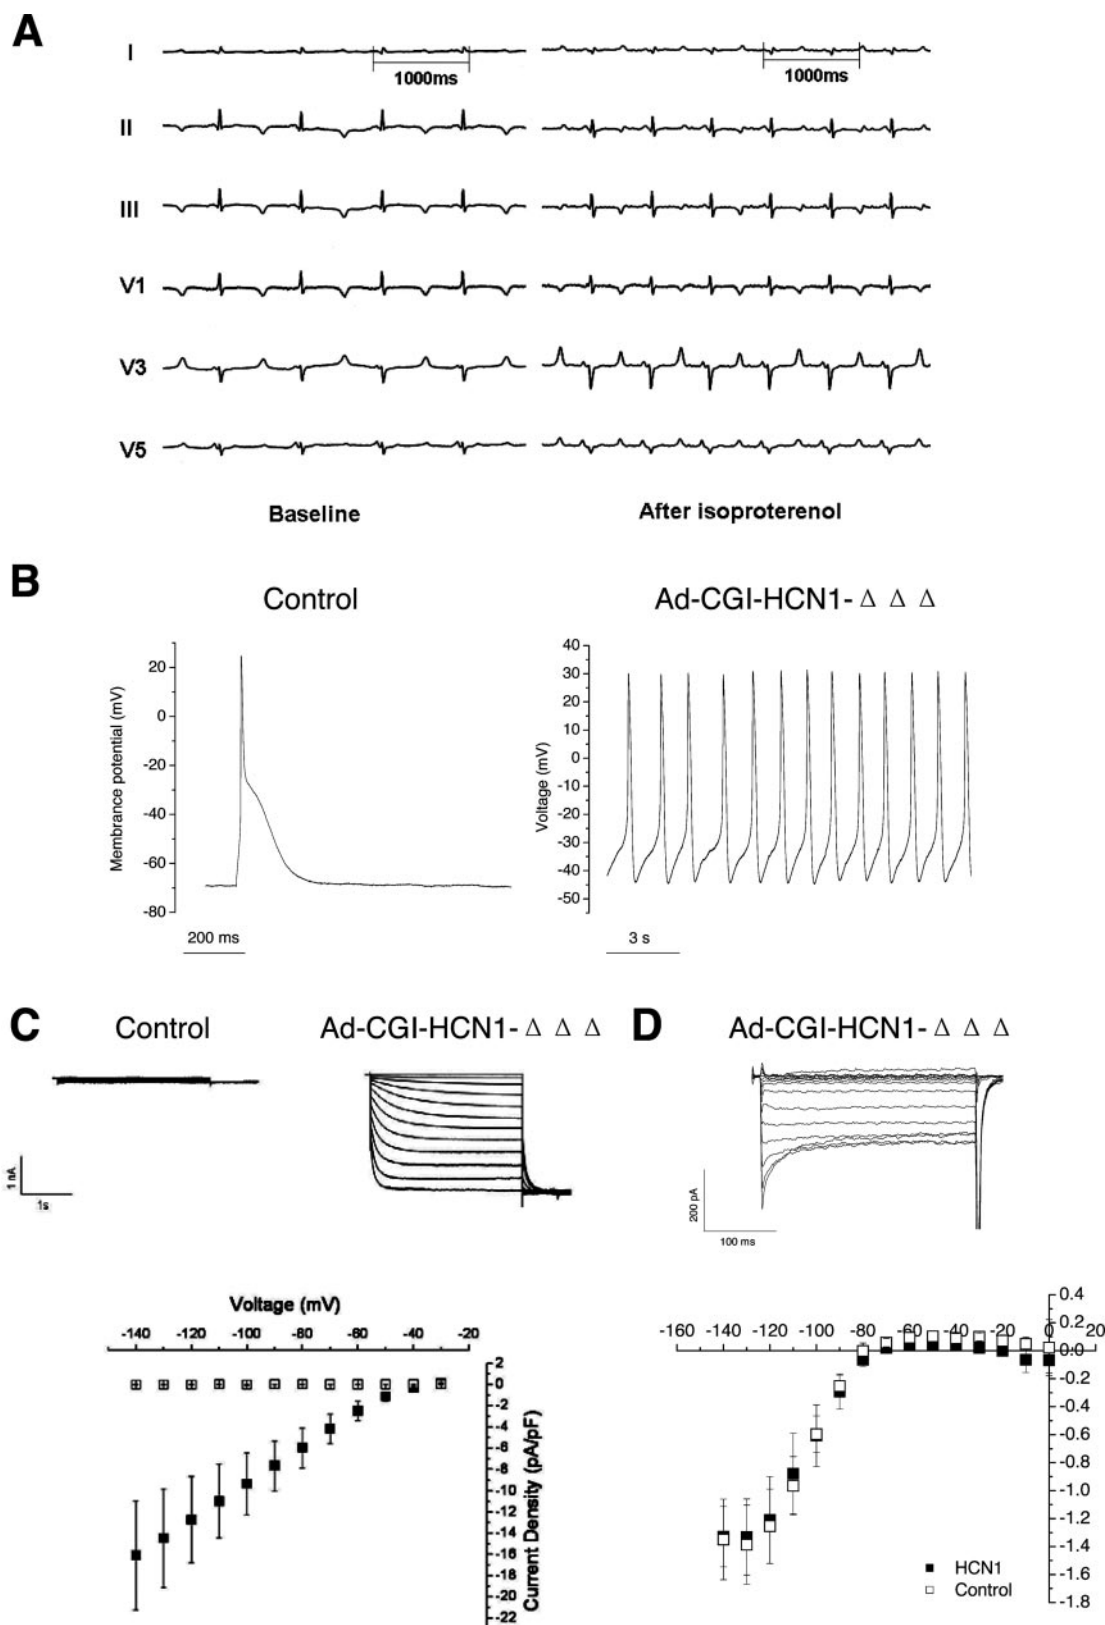 A
I
1000ms
1000ms
II
III
V1
V3
V5
Baseline
After isoproterenol
B
Control
Ad-CGI-HCN1- Δ Δ Δ
Membrance potential (mV)
20
0
-20
-40
-60
-80
200 ms
Voltage (mV)
40
30
20
10
0
-10
-20
-30
-40
-50
3 s
C
Control
Ad-CGI-HCN1- Δ Δ Δ
1 nA
1s
D
Ad-CGI-HCN1- Δ Δ Δ
200 pA
100 ms
Voltage (mV)
-140 -120 -100 -80 -60 -40 -20
2
0
-2
-4
-6
-8
-10
-12
-14
-16
-18
-20
-22
Current Density (pA/pF)
-160 -140 -120 -100 -80 -60 -40 -20 0 20
0.4
0.2
0.0
-0.2
-0.4
-0.6
-0.8
-1.0
-1.2
-1.4
-1.6
-1.8
HCN1
Control